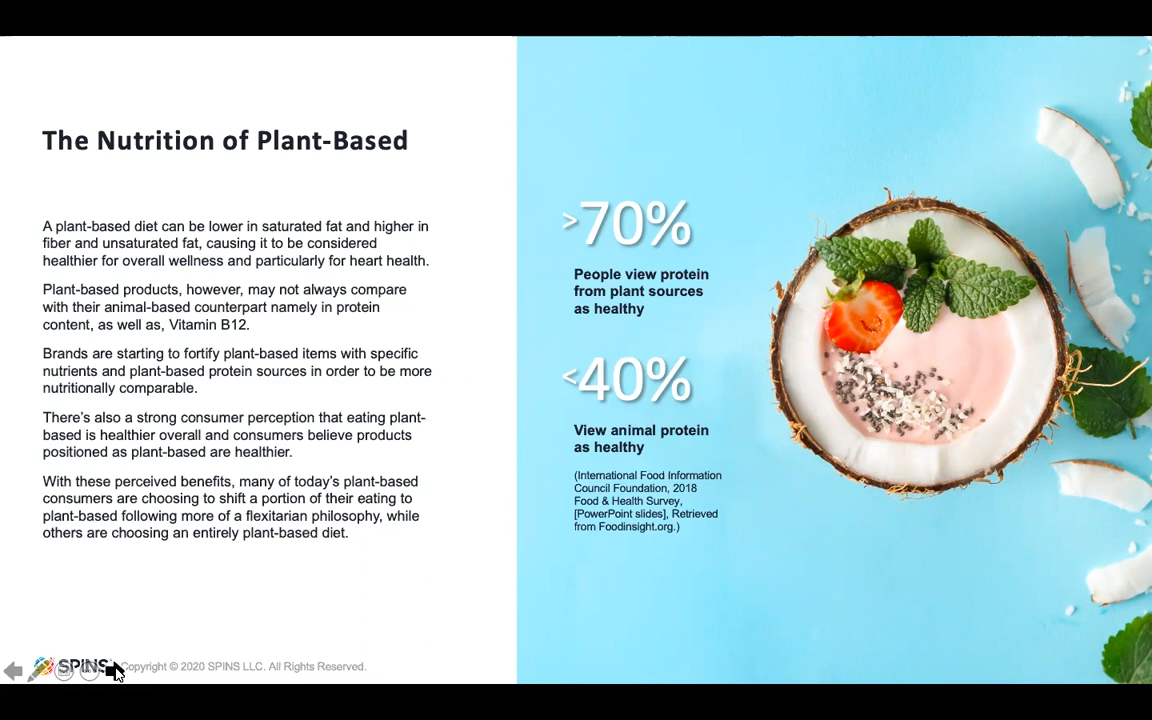 The Nutrition of Plant-Based
A plant-based diet can be lower in saturated fat and higher in
fiber and unsaturated fat, causing it to be considered
healthier for overall wellness and particularly for heart health.
Plant-based products, however, may not always compare
with their animal-based counterpart namely in protein
content, as well as, Vitamin B12.
Brands are starting to fortify plant-based items with specific
nutrients and plant-based protein sources in order to be more
nutritionally comparable.
There's also a strong consumer perception that eating plant-
based is healthier overall and consumers believe products
positioned as plant-based are healthier.
With these perceived benefits, many of today's plant-based
consumers are choosing to shift a portion of their eating to
plant-based following more of a flexitarian philosophy, while
others are choosing an entirely plant-based diet.
>70%
People view protein
from plant sources
as healthy
<40%
View animal protein
as healthy
(International Food Information
Council Foundation, 2018
Food & Health Survey,
[PowerPoint slides], Retrieved
from Foodinsight.org.)
SPINS Copyright © 2020 SPINS LLC. All Rights Reserved.